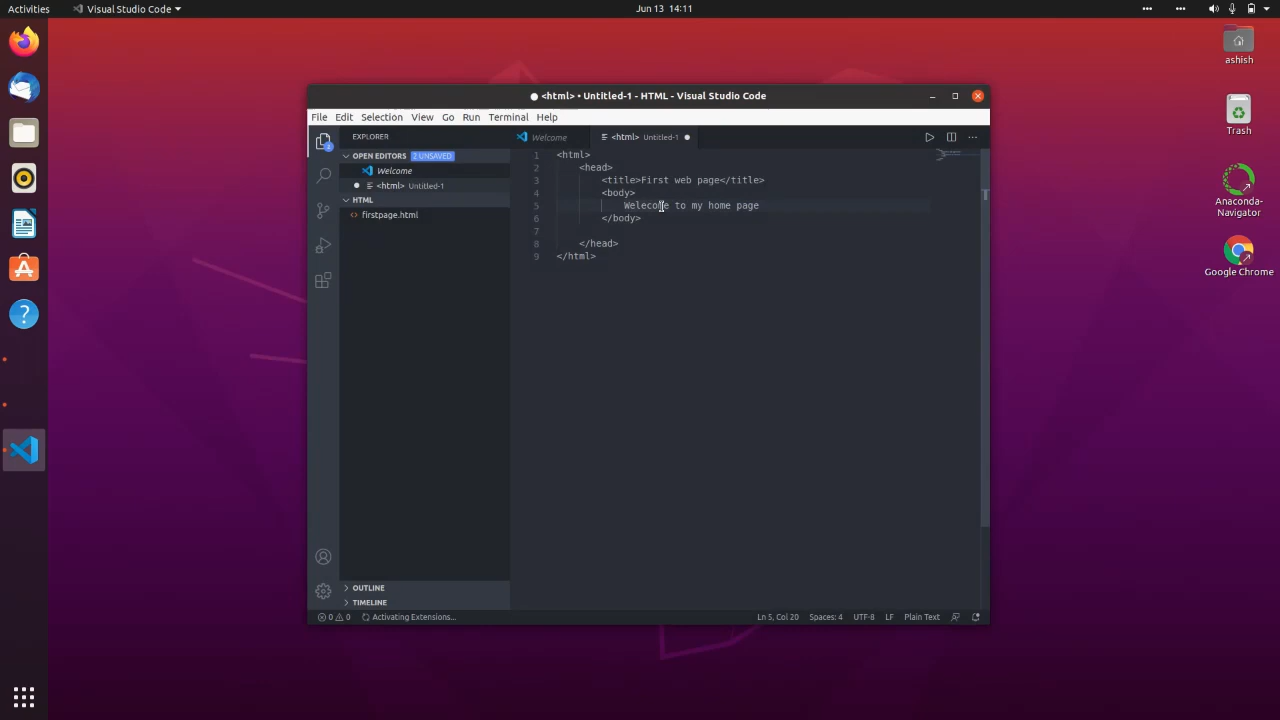 Activities
Visual Studio Code
Jun 13 14:11
ashish
Trash
Anaconda-
Navigator
Google Chrome
<html> • Untitled-1 - HTML - Visual Studio Code
File Edit Selection View Go Run Terminal Help
EXPLORER
OPEN EDITORS 2 UNSAVED
Welcome
<html> Untitled-1
HTML
firstpage.html
OUTLINE
TIMELINE
Welcome
<html> Untitled-1
1 <html>
2 <head>
3 <title>First web page</title>
4 <body>
5 Welecome to my home page
6 </body>
7
8 </head>
9 </html>
0 0 Activating Extensions...
Ln 5, Col 20 Spaces: 4 UTF-8 LF Plain Text